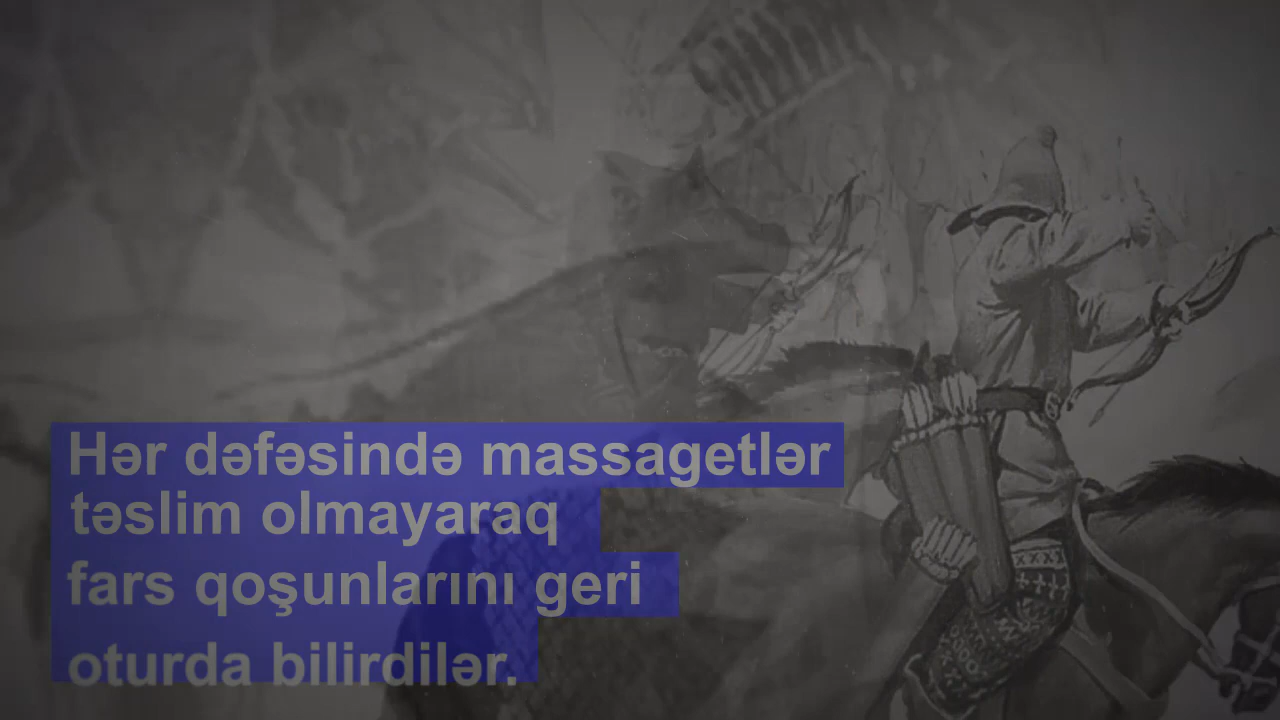 Hər dəfəsində massagetlər
təslim olmayaraq
fars qoşunlarını geri
oturda bilirdilər.